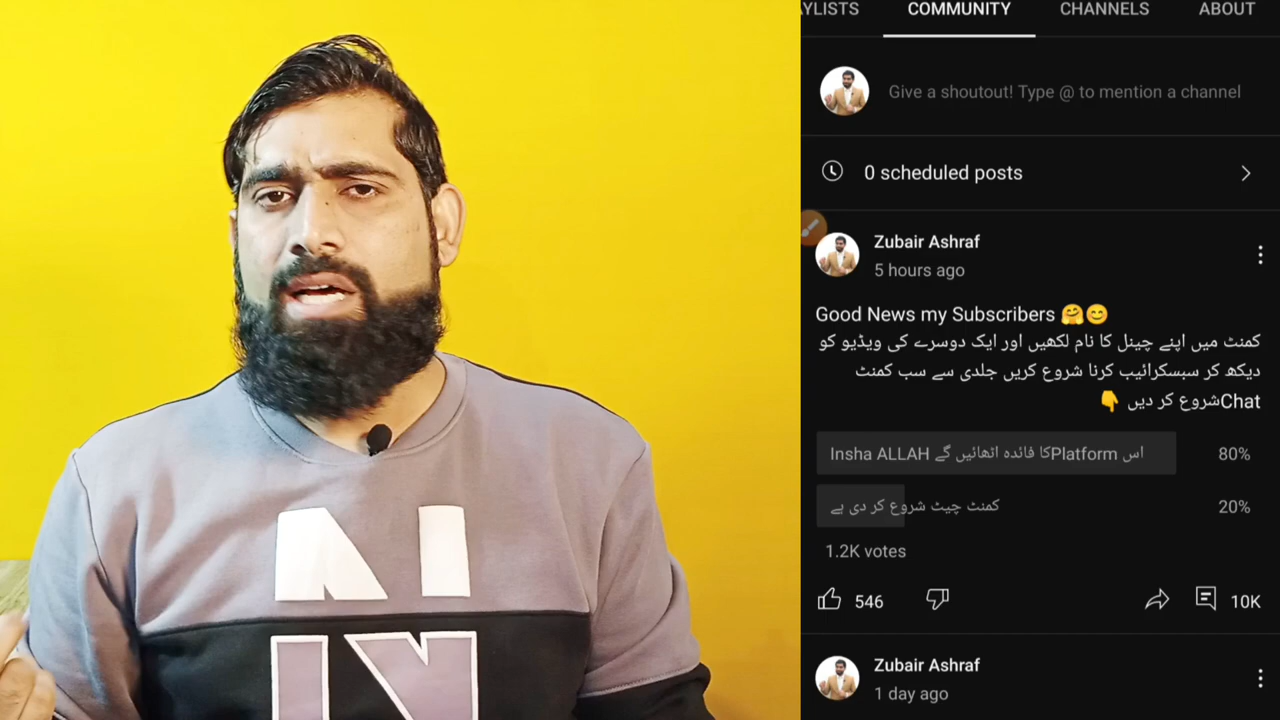 AYLISTS COMMUNITY CHANNELS ABOUT
Give a shoutout! Type @ to mention a channel
0 scheduled posts
Zubair Ashraf
5 hours ago
Good News my Subscribers 🤗😊
کمنٹ میں اپنے چینل کا نام لکھیں اور ایک دوسرے کی ویڈیو کو
دیکھ کر سبسکرائیب کرنا شروع کریں جلدی سے سب کمنٹ
Chatشروع کر دیں 👇
اس Platformکا فائدہ اٹھائیں گے Insha ALLAH 80%
کمنٹ چیٹ شروع کر دی ہے 20%
1.2K votes
546 10K
Zubair Ashraf
1 day ago